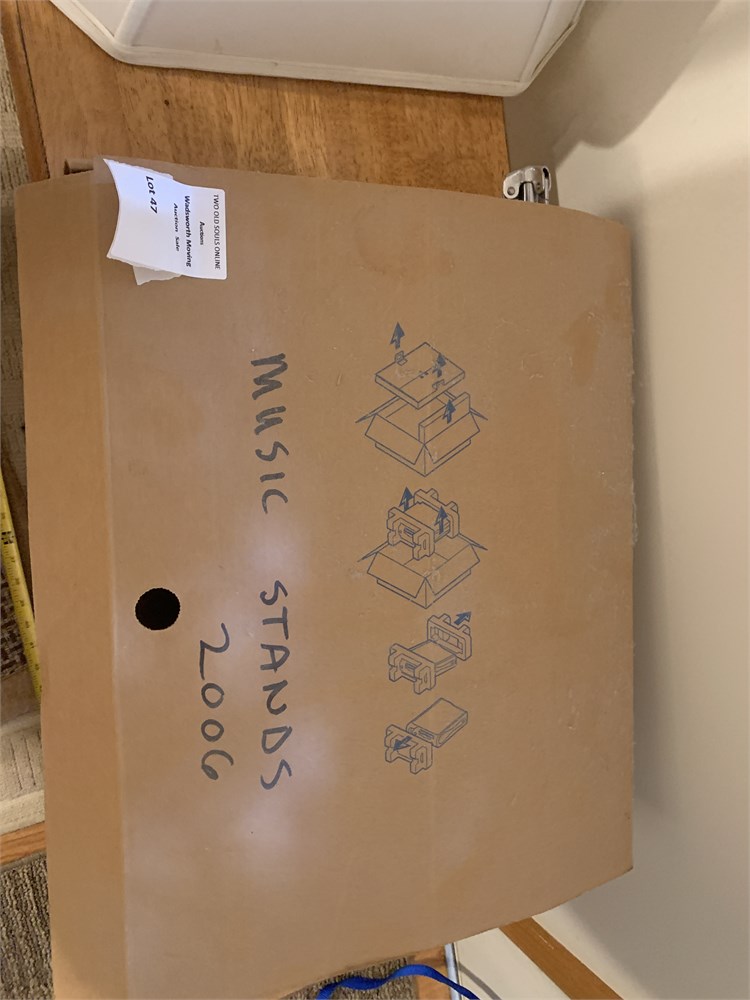 TWO OLD SOULS ONLINE
Auctions
Wadsworth Moving
Auction Sale
Lot 47
MUSIC STANDS
2006